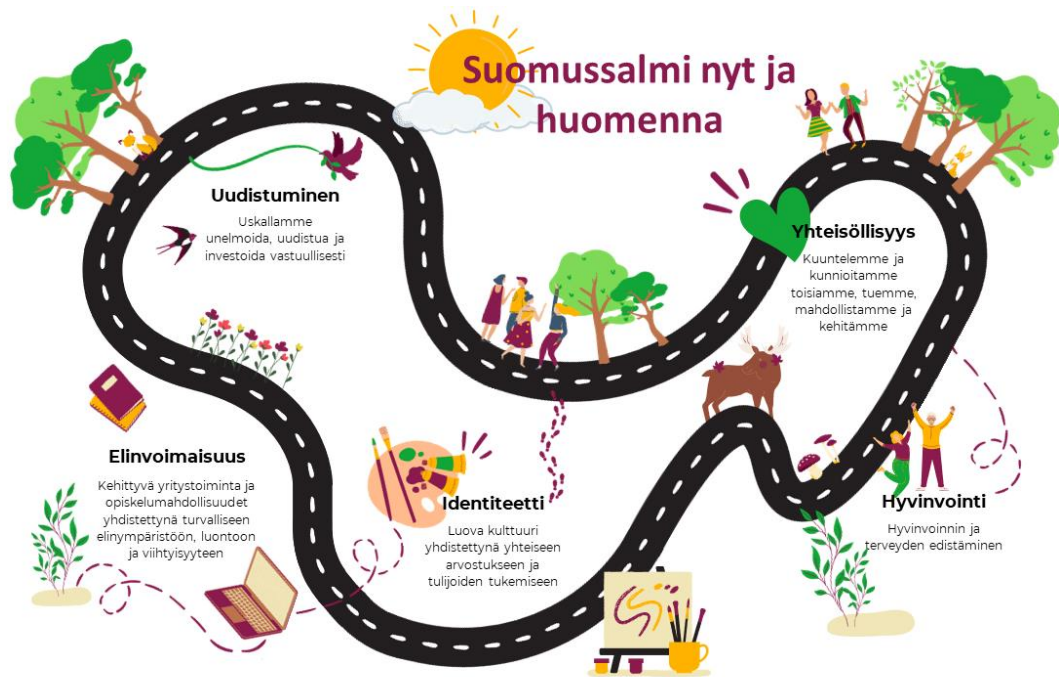 Suomussalmi nyt ja
huomenna
Uudistuminen
Uskallamme
unelmoida, uudistua ja
investoida vastuullisesti
Yhteisöllisyys
Kuuntelemme ja
kunnioitamme
toisiamme, tuemme,
mahdollistamme ja
kehitämme
Elinvoimaisuus
Kehittyvä yritystoiminta ja
opiskelumahdollisuudet
yhdistettynä turvalliseen
elinympäristöön, luontoon
ja viihtyisyyteen
Identiteetti
Luova kulttuuri
yhdistettynä yhteiseen
arvostukseen ja
tulijoiden tukemiseen
Hyvinvointi
Hyvinvoinnin ja
terveyden edistäminen